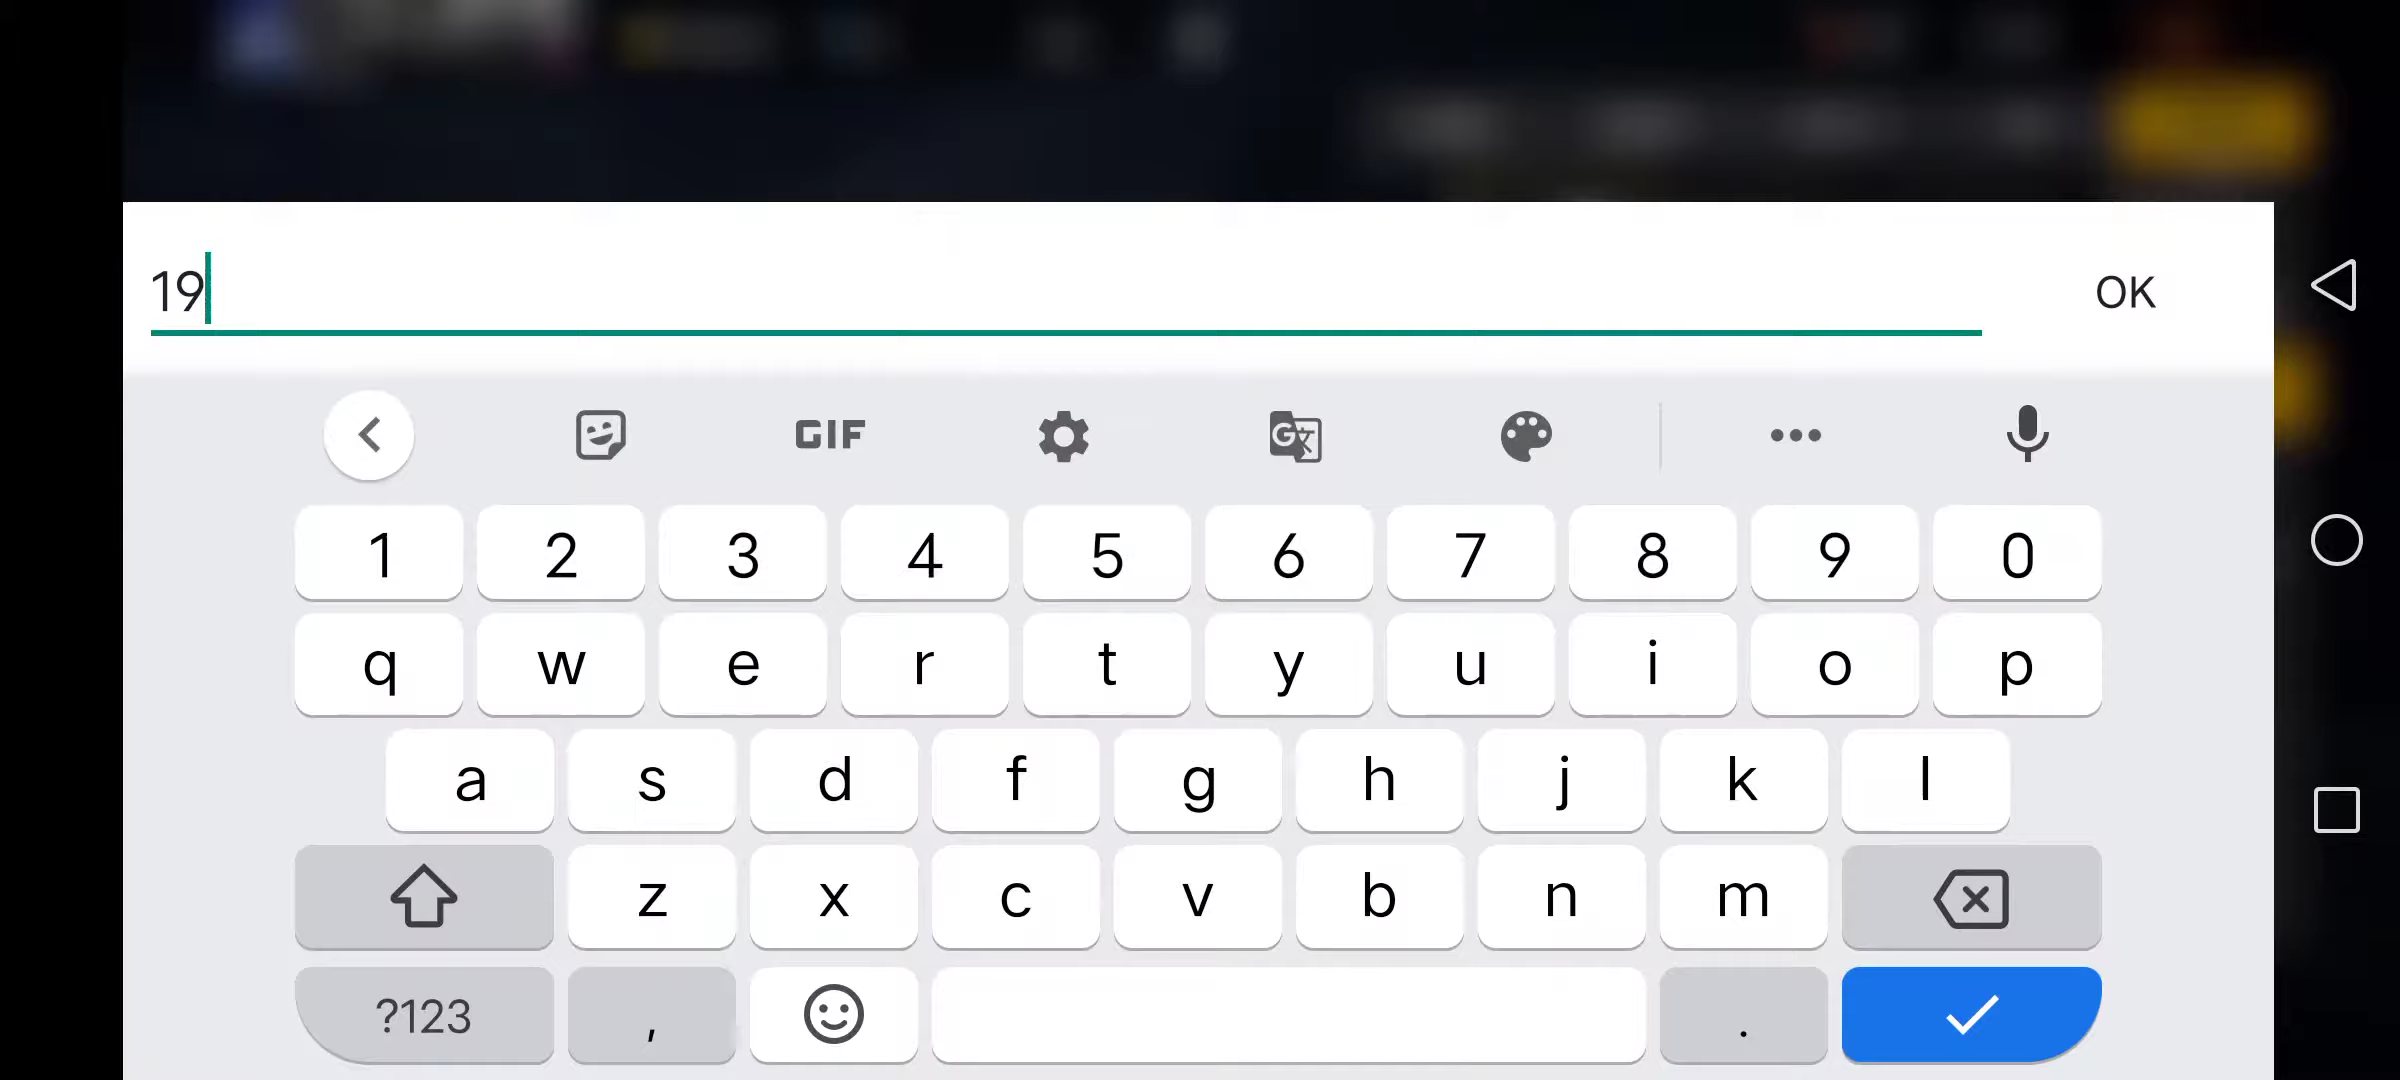 19
OK
GIF
1 2 3 4 5 6 7 8 9 0
q w e r t y u i o p
a s d f g h j k l
z x c v b n m
?123 , .